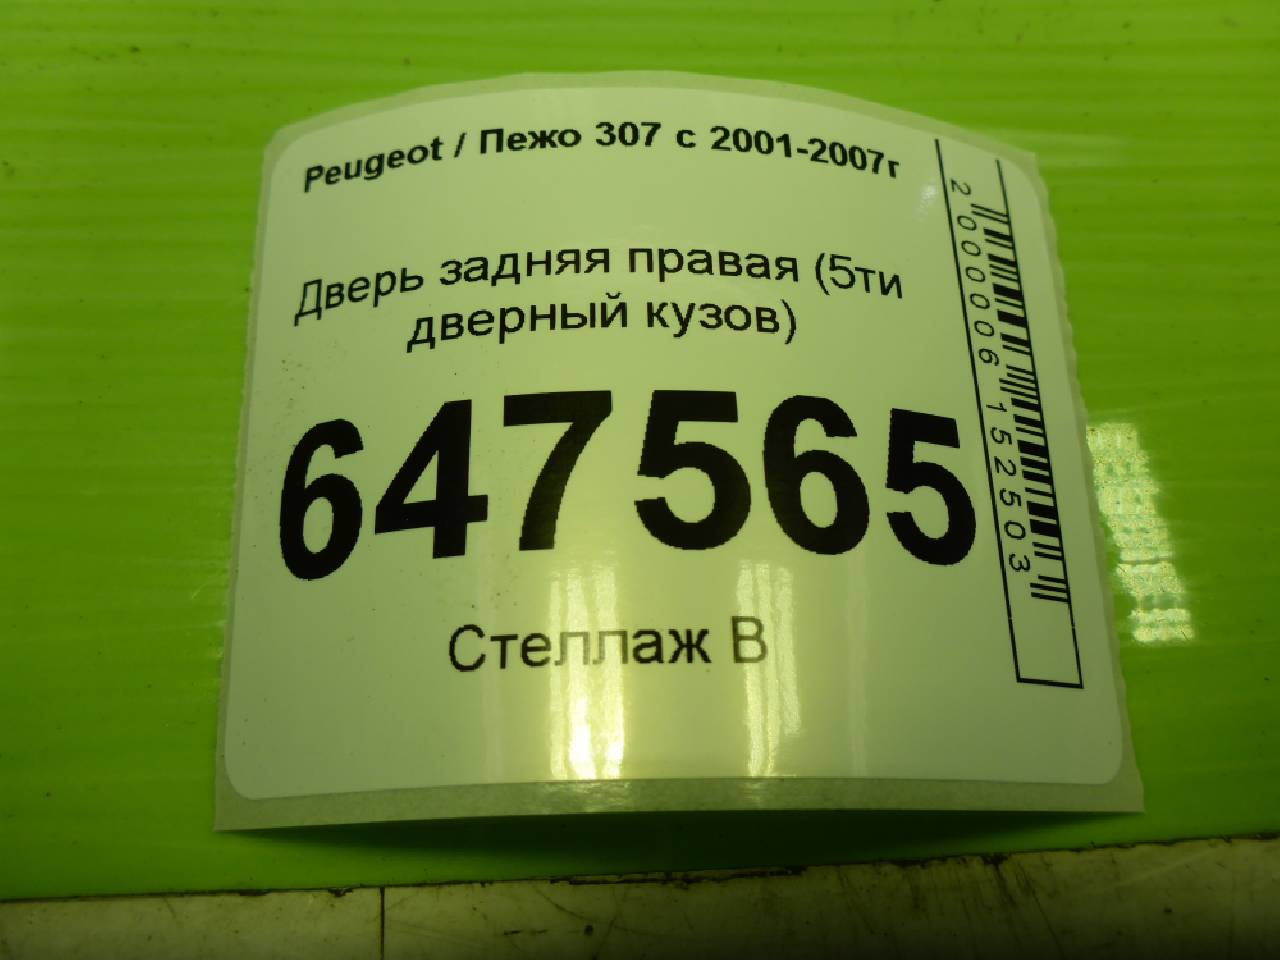 Peugeot / Пежо 307 с 2001-2007г
Дверь задняя правая (5ти
дверный кузов)
647565
Стеллаж B
2000006152503